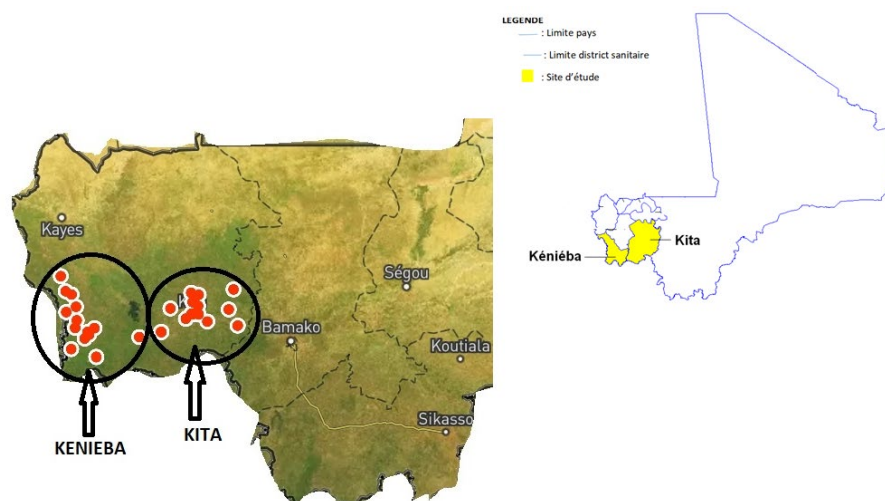 LEGENDE
: Limite pays
: Limite district sanitaire
: Site d'étude
Kita
Kéniéba
Kayes
K
Ségou
Bamako
Koutiala
Sikasso
KENIEBA
KITA